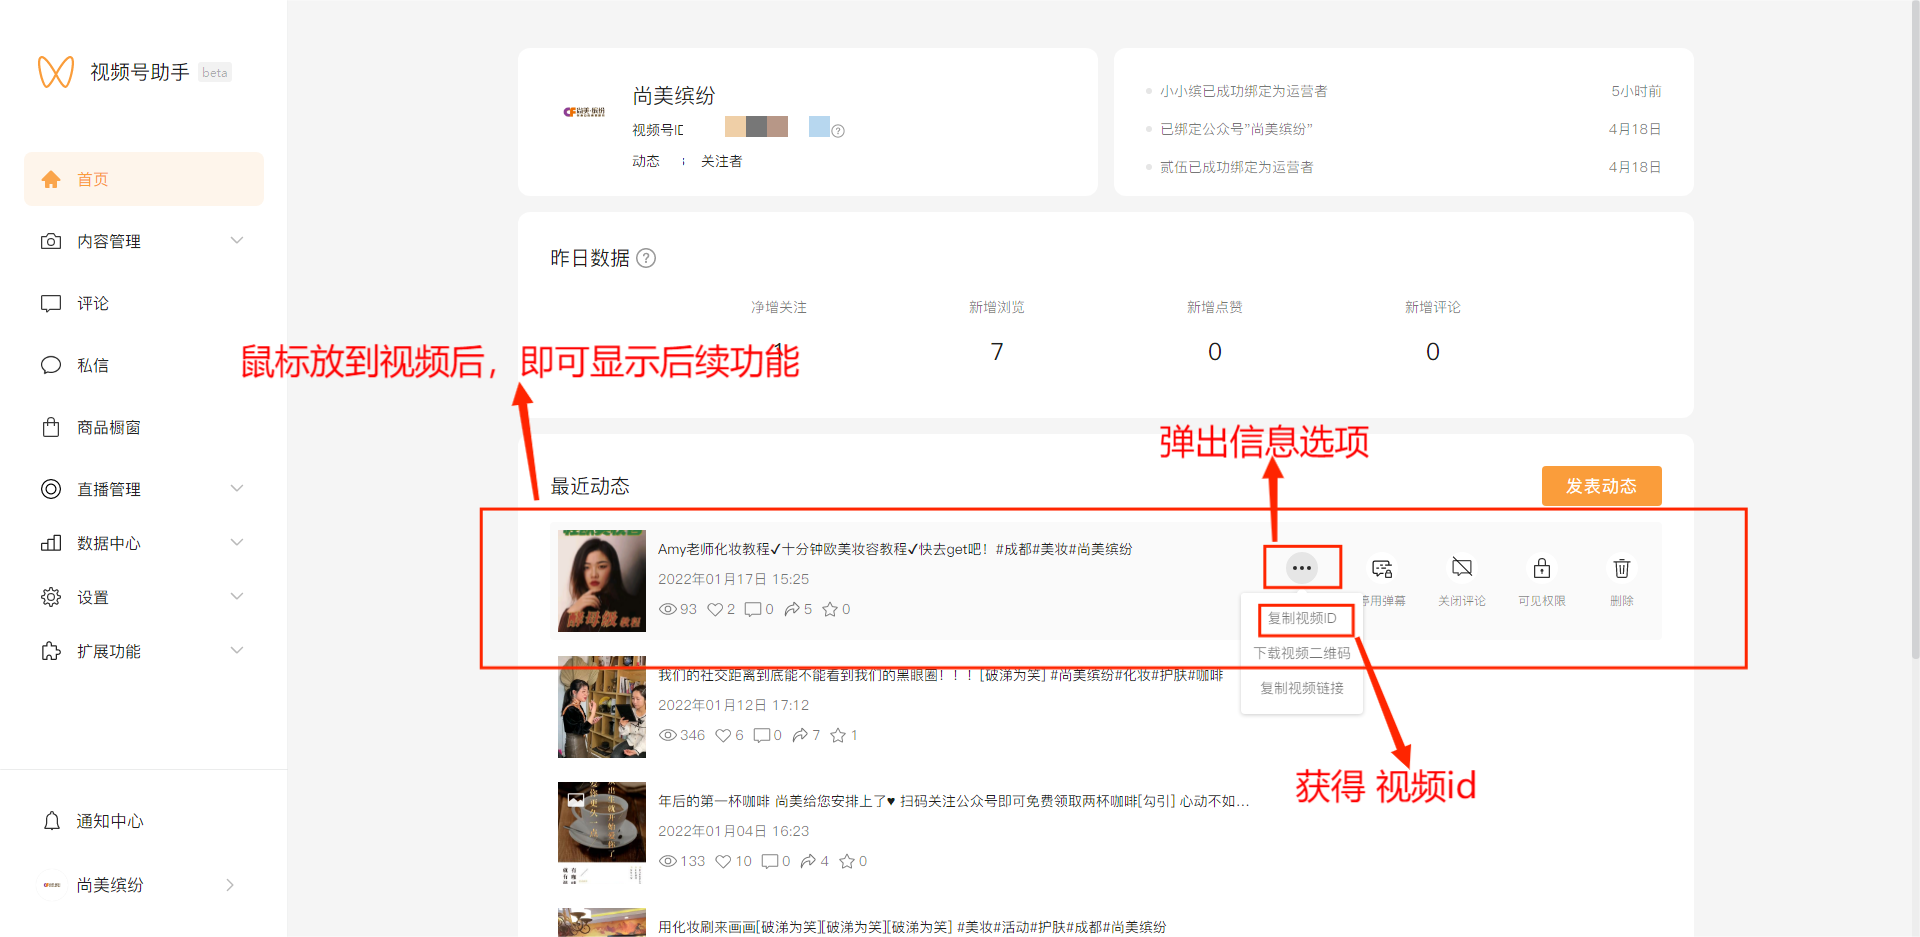 视频号助手 beta
首页
内容管理
评论
私信
商品橱窗
直播管理
数据中心
设置
扩展功能
通知中心
尚美缤纷
尚美缤纷
视频号ID
动态 关注者
小小缤已成功绑定为运营者 5小时前
已绑定公众号”尚美缤纷” 4月18日
贰伍已成功绑定为运营者 4月18日
昨日数据
净增关注 新增浏览 新增点赞 新增评论
1 7 0 0
鼠标放到视频后，即可显示后续功能
弹出信息选项
最近动态
发表动态
Amy老师化妆教程✓十分钟欧美妆容教程✓快去get吧！#成都#美妆#尚美缤纷
2022年01月17日 15:25
93 2 0 5 0
停用弹幕 关闭评论 可见权限 删除
复制视频ID
下载视频二维码
复制视频链接
获得 视频id
我们的社交距离到底能不能看到我们的黑眼圈！！！[破涕为笑] #尚美缤纷#化妆#护肤#咖啡
2022年01月12日 17:12
346 6 0 7 1
年后的第一杯咖啡 尚美给您安排上了♥ 扫码关注公众号即可免费领取两杯咖啡[勾引] 心动不如...
2022年01月04日 16:23
133 10 0 4 0
用化妆刷来画画[破涕为笑][破涕为笑][破涕为笑] #美妆#活动#护肤#成都#尚美缤纷